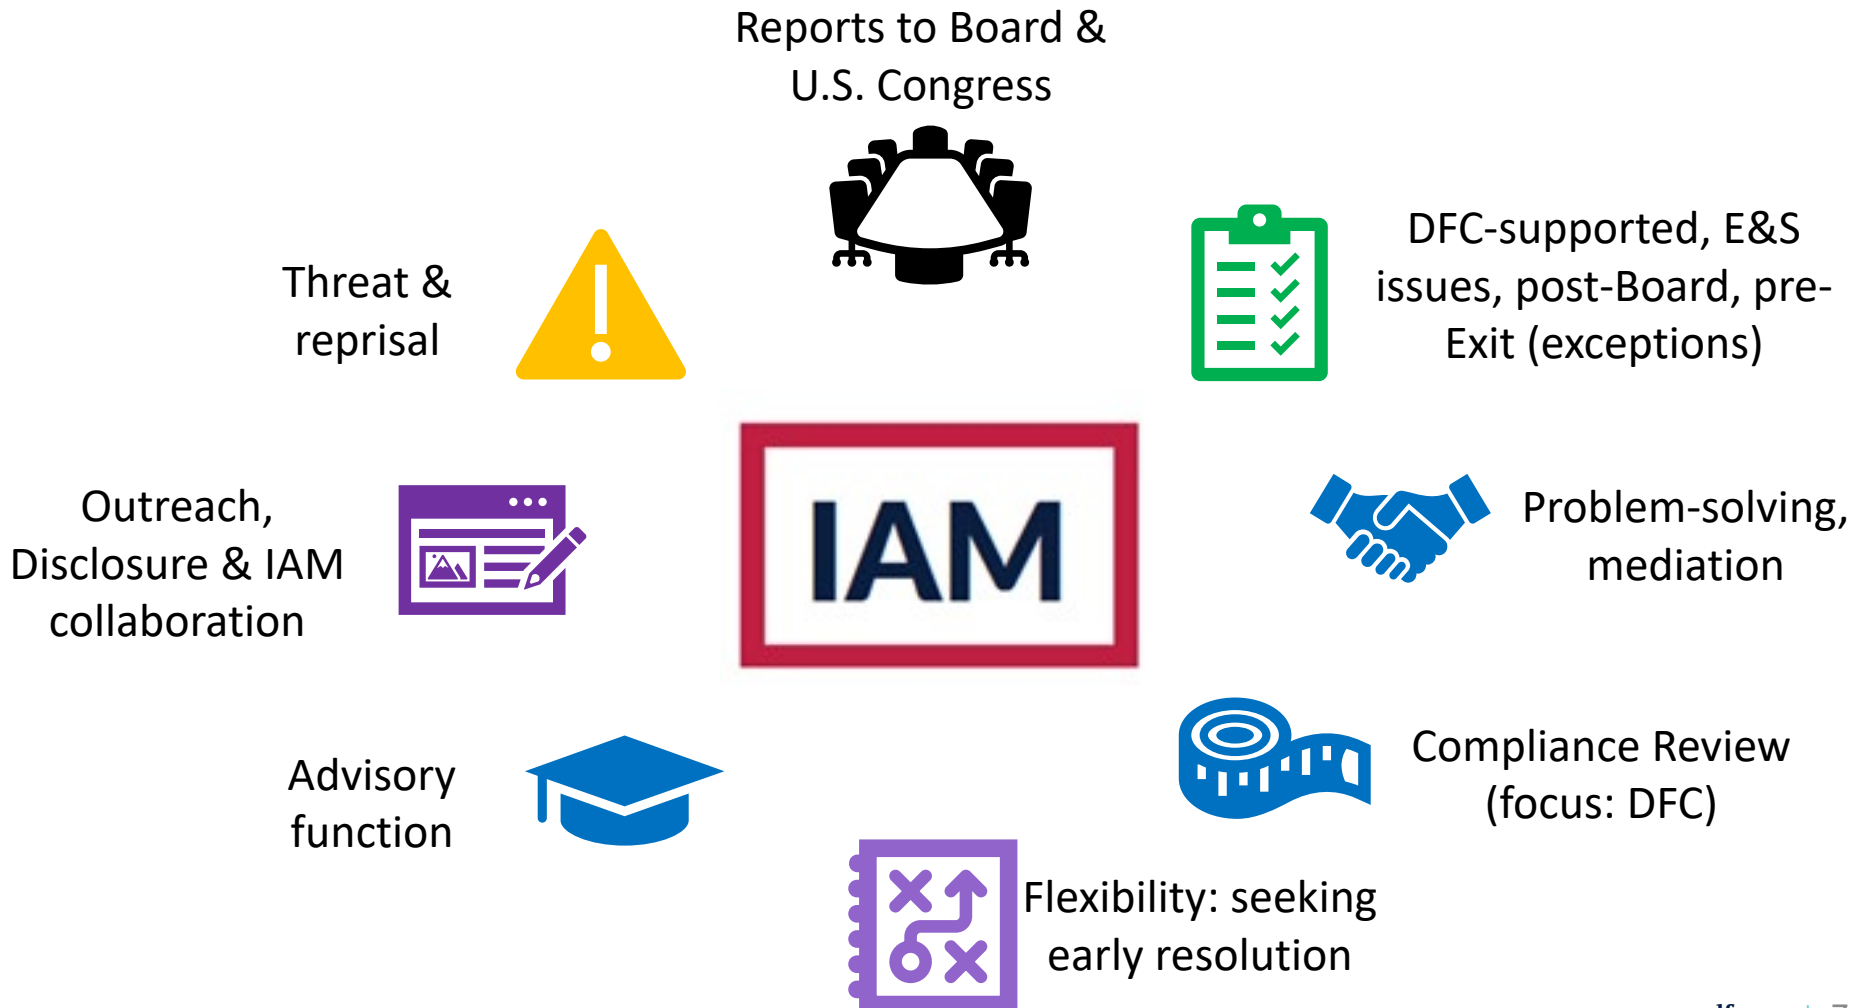 Reports to Board &
U.S. Congress
DFC-supported, E&S
issues, post-Board, pre-
Exit (exceptions)
Threat &
reprisal
Outreach,
Disclosure & IAM
collaboration
IAM
Problem-solving,
mediation
Advisory
function
Compliance Review
(focus: DFC)
Flexibility: seeking
early resolution